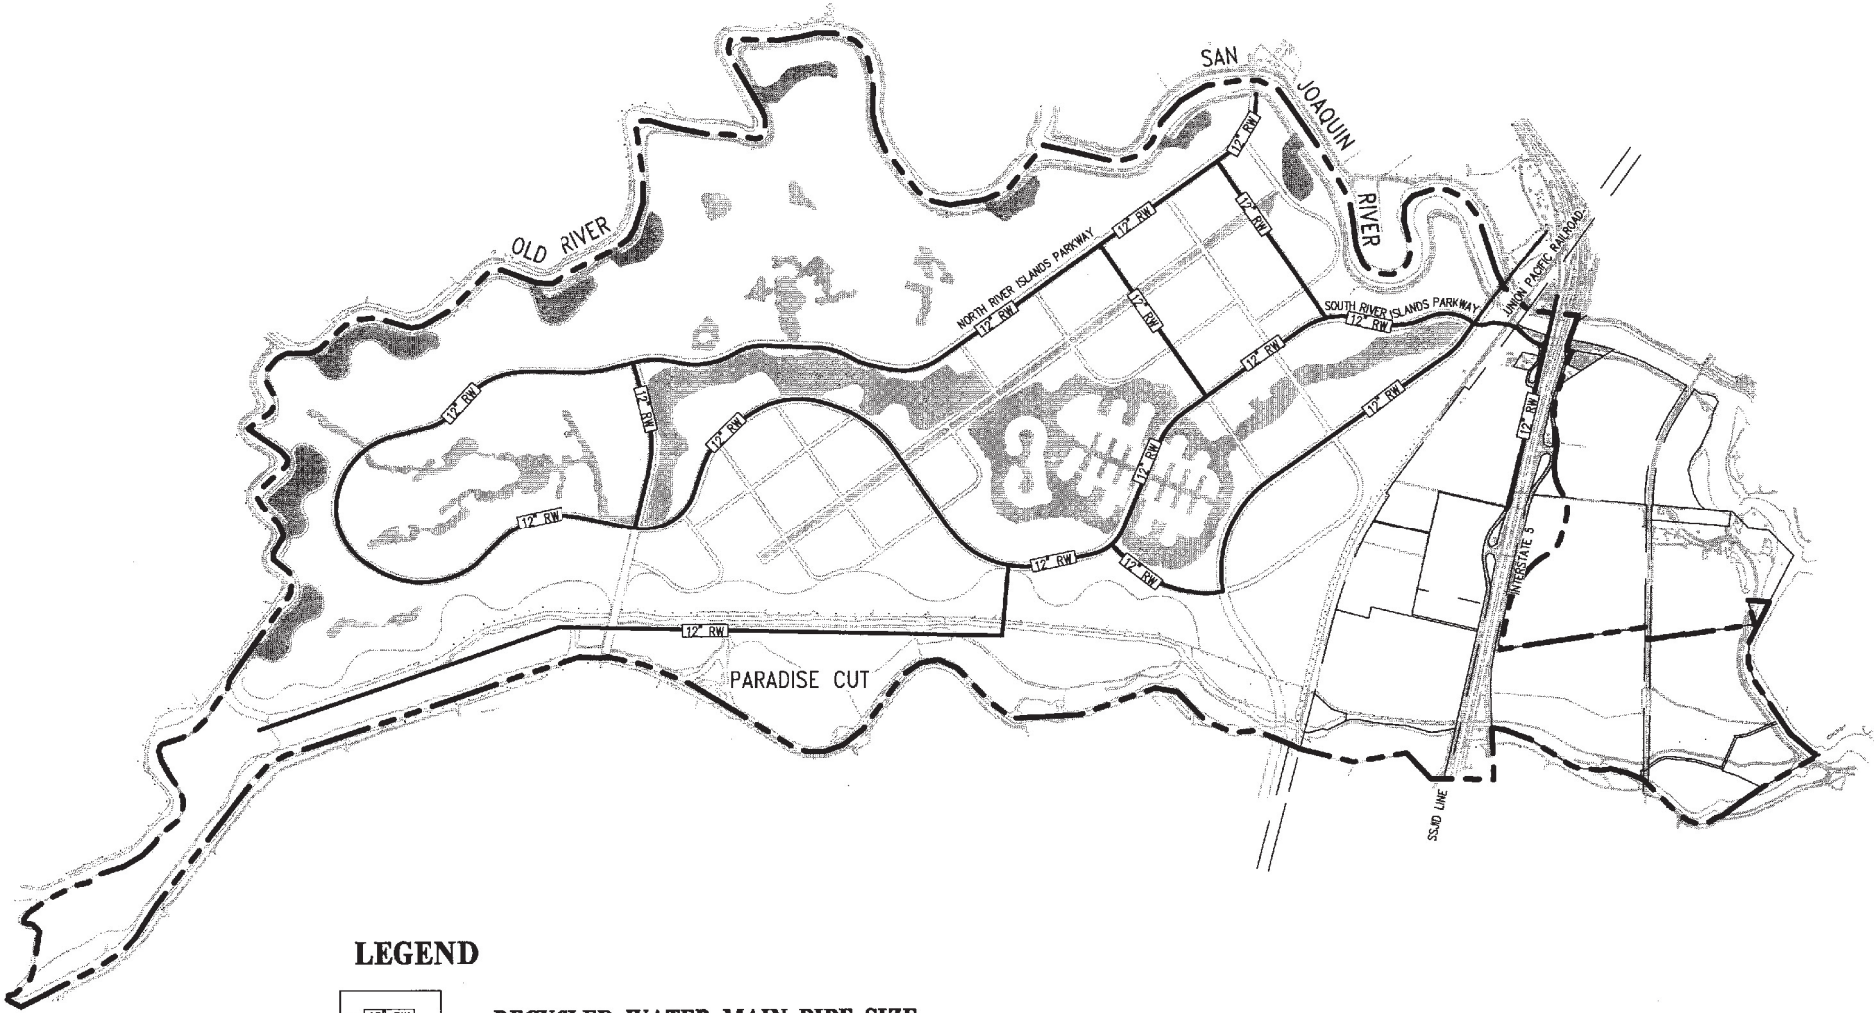 SAN
JOAQUIN
RIVER
12" RW
12" RW
OLD RIVER
12" RW
NORTH RIVER ISLANDS PARKWAY
12" RW
12" RW
UNION PACIFIC RAILROAD
SOUTH RIVER ISLANDS PARKWAY
12" RW
12" RW
12" RW
12" RW
12" RW
12" RW
12" RW
12" RW
12" RW
12" RW
12" RW
INTERSTATE 5
12" RW
PARADISE CUT
SSJID LINE
LEGEND
RECYCLED WATER MAIN PIPE SIZE